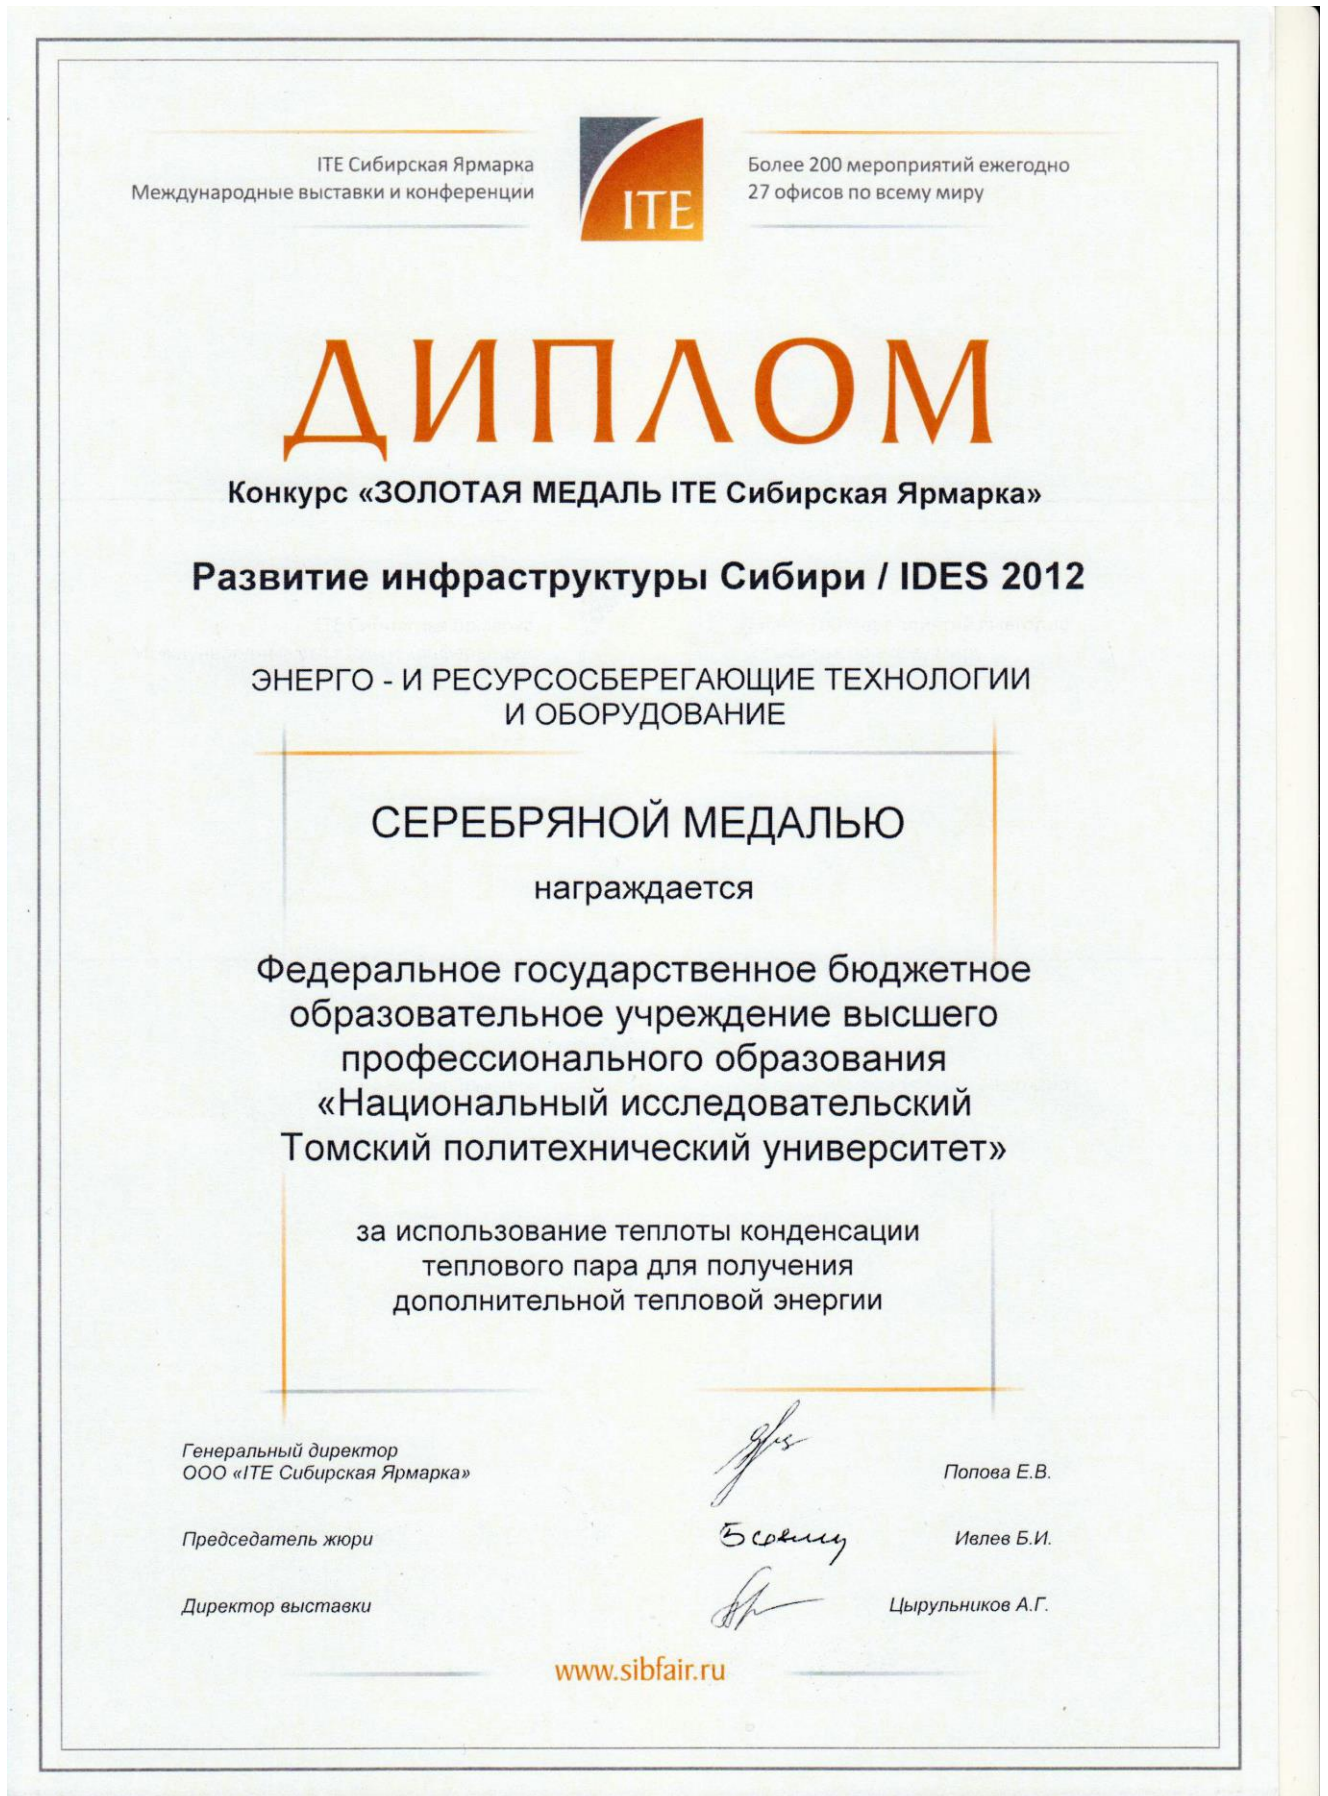 ITE Сибирская Ярмарка
Международные выставки и конференции
ITE
Более 200 мероприятий ежегодно
27 офисов по всему миру
ДИПЛОМ
Конкурс «ЗОЛОТАЯ МЕДАЛЬ ITE Сибирская Ярмарка»
Развитие инфраструктуры Сибири / IDES 2012
ЭНЕРГО - И РЕСУРСОСБЕРЕГАЮЩИЕ ТЕХНОЛОГИИ
И ОБОРУДОВАНИЕ
СЕРЕБРЯНОЙ МЕДАЛЬЮ
награждается
Федеральное государственное бюджетное
образовательное учреждение высшего
профессионального образования
«Национальный исследовательский
Томский политехнический университет»
за использование теплоты конденсации
теплового пара для получения
дополнительной тепловой энергии
Генеральный директор
ООО «ITE Сибирская Ярмарка»
Попова Е.В.
Председатель жюри
Ивлев Б.И.
Директор выставки
Цырульников А.Г.
www.sibfair.ru